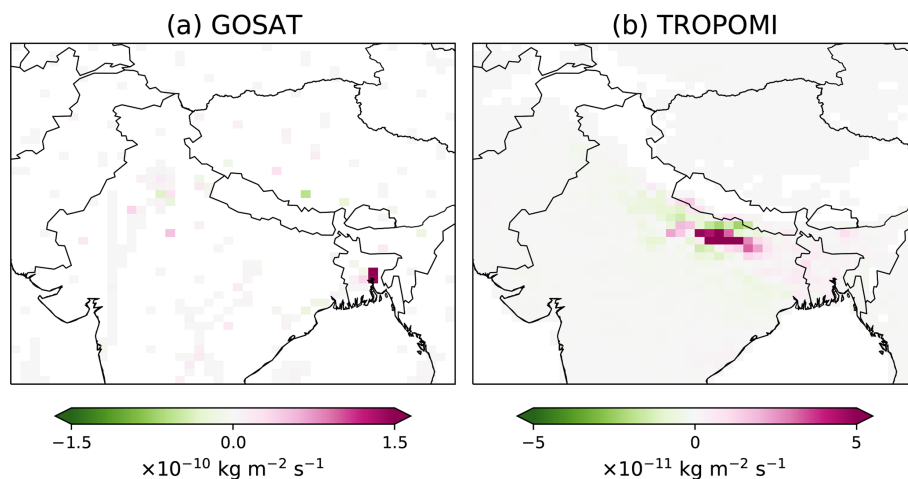 (a) GOSAT
(b) TROPOMI
−1.5 0.0 1.5
×10⁻¹⁰ kg m⁻² s⁻¹
−5 0 5
×10⁻¹¹ kg m⁻² s⁻¹